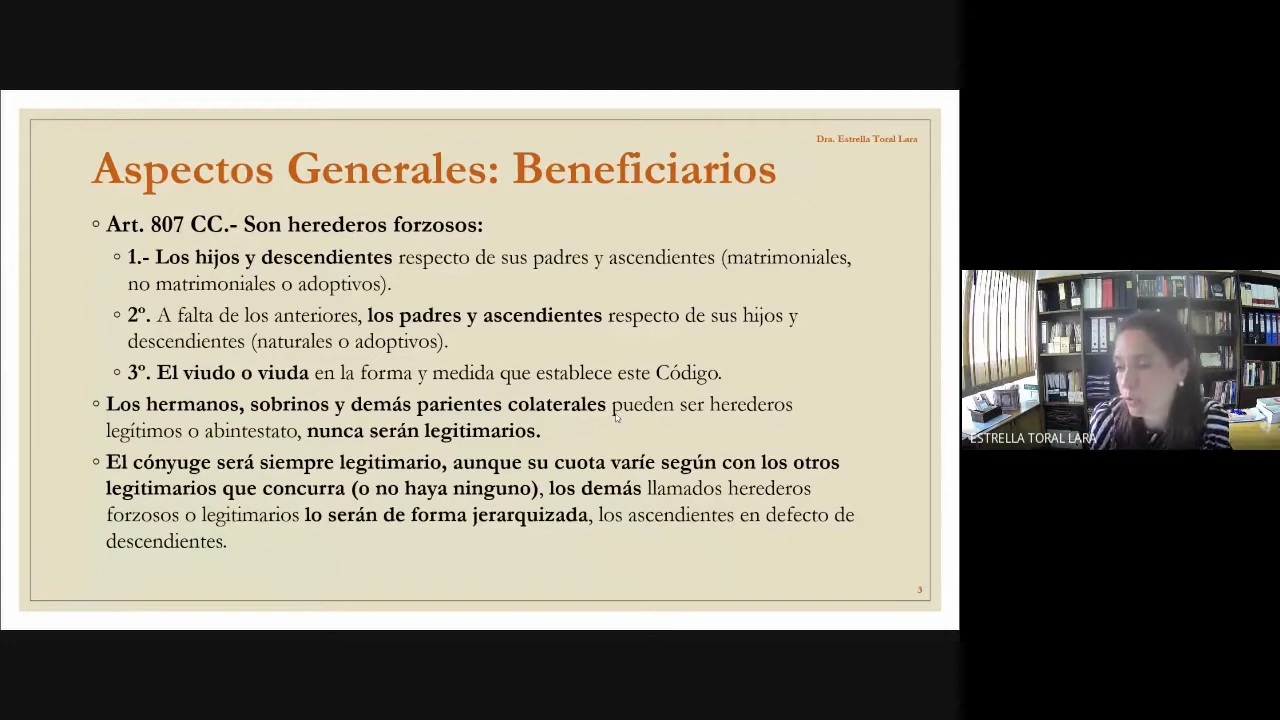 Dra. Estrella Toral Lara
Aspectos Generales: Beneficiarios
◦ Art. 807 CC.- Son herederos forzosos:
◦ 1.- Los hijos y descendientes respecto de sus padres y ascendientes (matrimoniales,
no matrimoniales o adoptivos).
◦ 2º. A falta de los anteriores, los padres y ascendientes respecto de sus hijos y
descendientes (naturales o adoptivos).
◦ 3º. El viudo o viuda en la forma y medida que establece este Código.
◦ Los hermanos, sobrinos y demás parientes colaterales pueden ser herederos
legítimos o abintestato, nunca serán legitimarios.
◦ El cónyuge será siempre legitimario, aunque su cuota varíe según con los otros
legitimarios que concurra (o no haya ninguno), los demás llamados herederos
forzosos o legitimarios lo serán de forma jerarquizada, los ascendientes en defecto de
descendientes.
3
ESTRELLA TORAL LARA